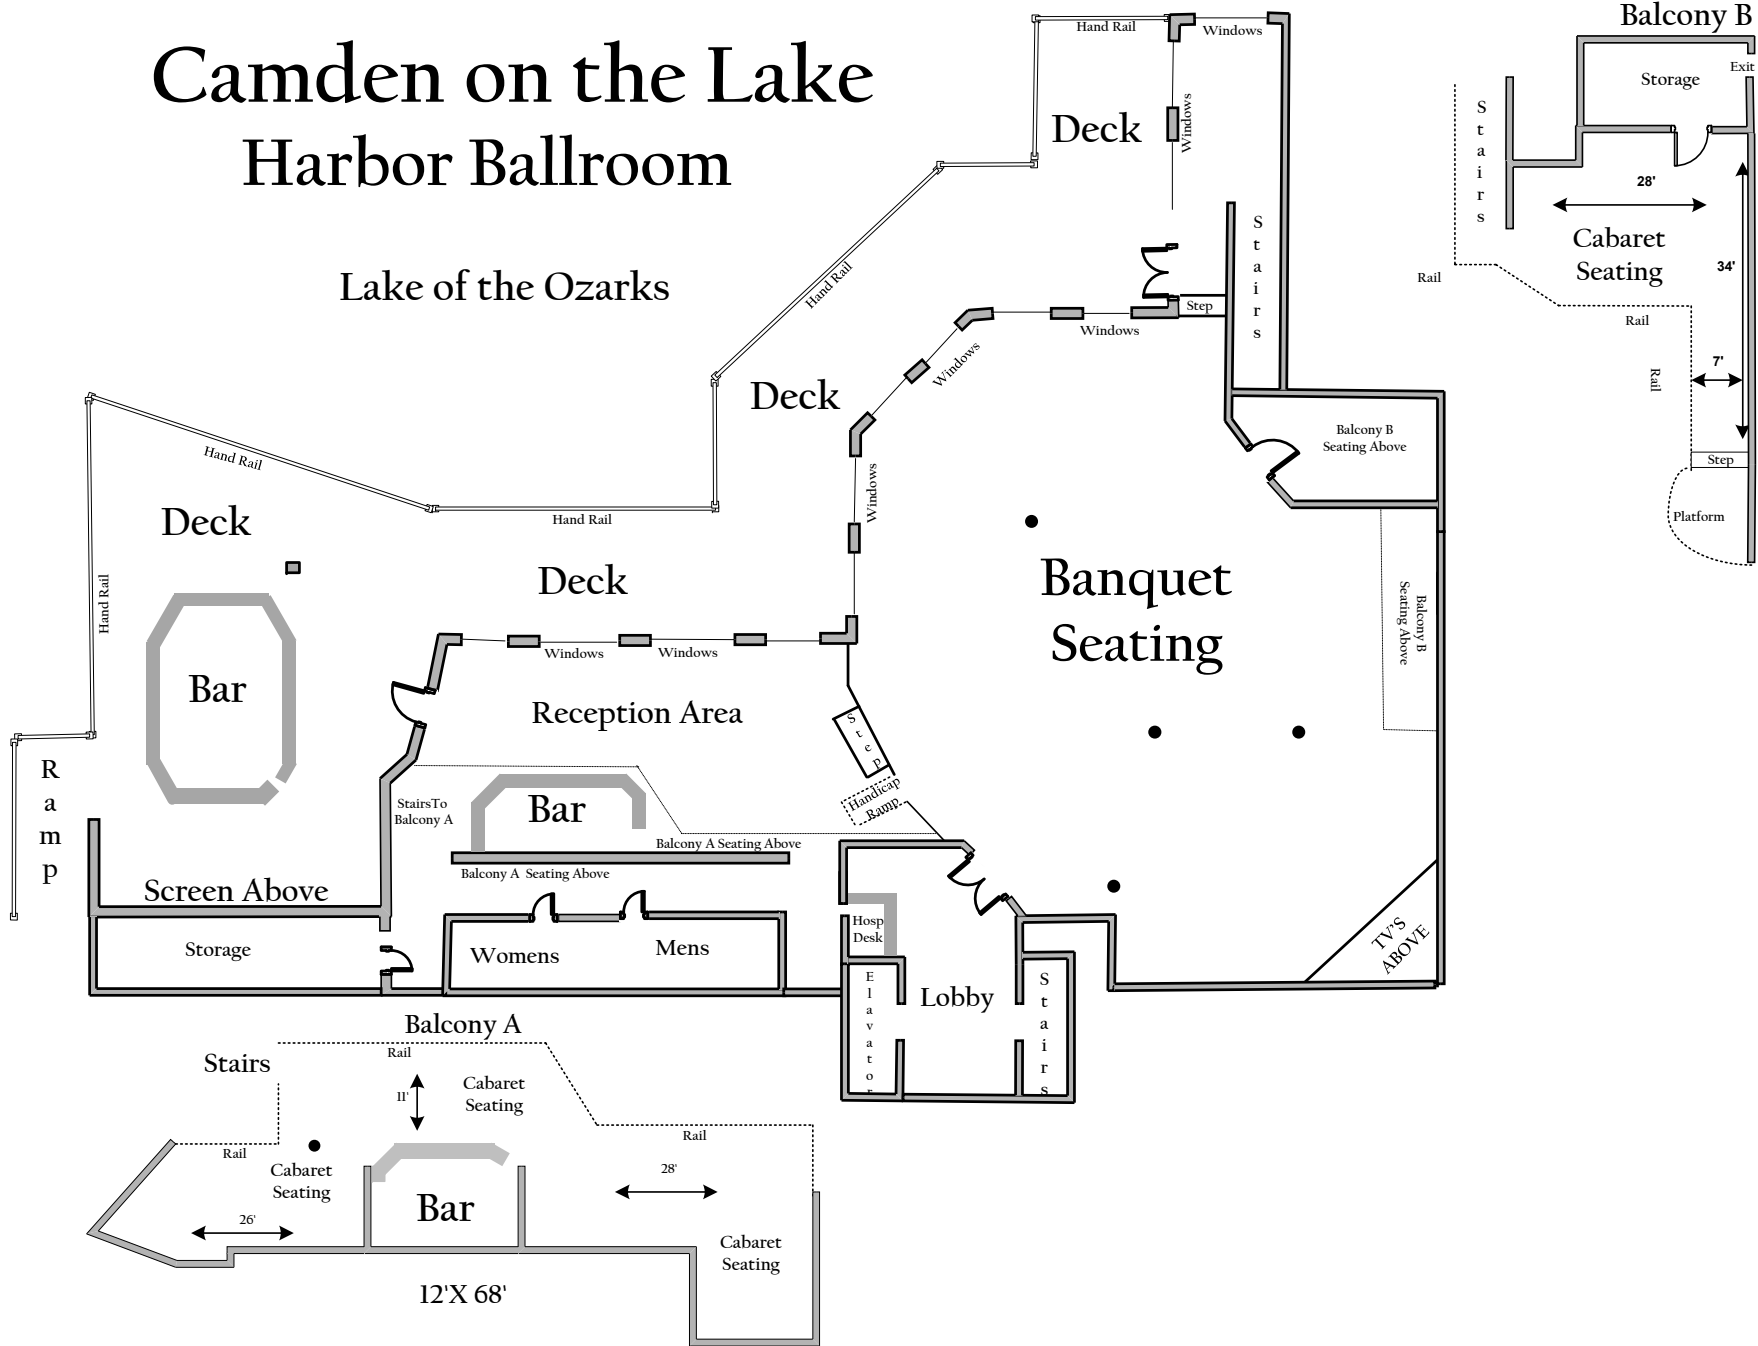 Camden on the Lake
Harbor Ballroom
Lake of the Ozarks
Balcony B
Hand Rail
Windows
Deck
Windows
Storage
Exit
Stairs
28'
Cabaret
Seating
34'
Rail
Rail
7'
Rail
Step
Platform
Stairs
Hand Rail
Step
Windows
Windows
Deck
Balcony B
Seating Above
Hand Rail
Windows
Deck
Hand Rail
Deck
Banquet
Seating
Balcony B
Seating Above
Hand Rail
Windows
Windows
Bar
Reception Area
Step
Ramp
Handicap
Ramp
StairsTo
Balcony A
Bar
Balcony A Seating Above
Balcony A Seating Above
Screen Above
Storage
Womens
Mens
Hosp
Desk
TV'S
ABOVE
Elavator
Lobby
Stairs
Balcony A
Rail
Stairs
Cabaret
Seating
11'
Rail
Rail
Cabaret
Seating
28'
Bar
26'
Cabaret
Seating
12'X 68'